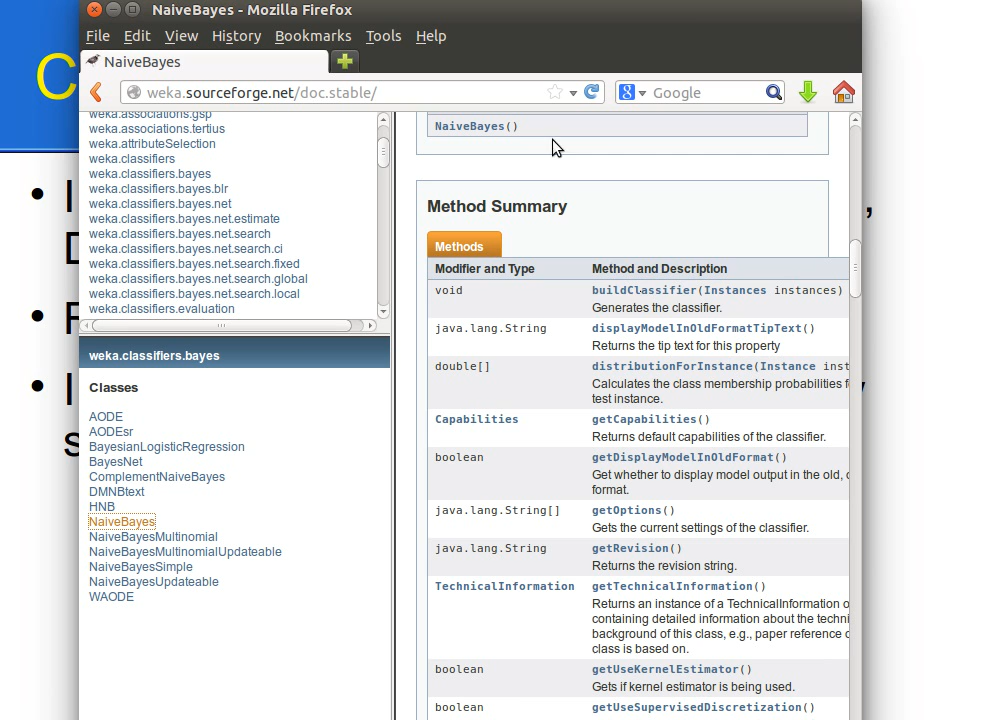 NaiveBayes - Mozilla Firefox
File Edit View History Bookmarks Tools Help
NaiveBayes
weka.sourceforge.net/doc.stable/
8 Google
weka.associations.gsp
weka.associations.tertius
weka.attributeSelection
weka.classifiers
weka.classifiers.bayes
weka.classifiers.bayes.blr
weka.classifiers.bayes.net
weka.classifiers.bayes.net.estimate
weka.classifiers.bayes.net.search
weka.classifiers.bayes.net.search.ci
weka.classifiers.bayes.net.search.fixed
weka.classifiers.bayes.net.search.global
weka.classifiers.bayes.net.search.local
weka.classifiers.evaluation
weka.classifiers.bayes
Classes
AODE
AODEsr
BayesianLogisticRegression
BayesNet
ComplementNaiveBayes
DMNBtext
HNB
NaiveBayes
NaiveBayesMultinomial
NaiveBayesMultinomialUpdateable
NaiveBayesSimple
NaiveBayesUpdateable
WAODE
NaiveBayes()
Method Summary
Methods
Modifier and Type Method and Description
void buildClassifier(Instances instances)
Generates the classifier.
java.lang.String displayModelInOldFormatTipText()
Returns the tip text for this property
double[] distributionForInstance(Instance inst
Calculates the class membership probabilities f
test instance.
Capabilities getCapabilities()
Returns default capabilities of the classifier.
boolean getDisplayModelInOldFormat()
Get whether to display model output in the old,
format.
java.lang.String[] getOptions()
Gets the current settings of the classifier.
java.lang.String getRevision()
Returns the revision string.
TechnicalInformation getTechnicalInformation()
Returns an instance of a TechnicalInformation o
containing detailed information about the techni
background of this class, e.g., paper reference
class is based on.
boolean getUseKernelEstimator()
Gets if kernel estimator is being used.
boolean getUseSupervisedDiscretization()